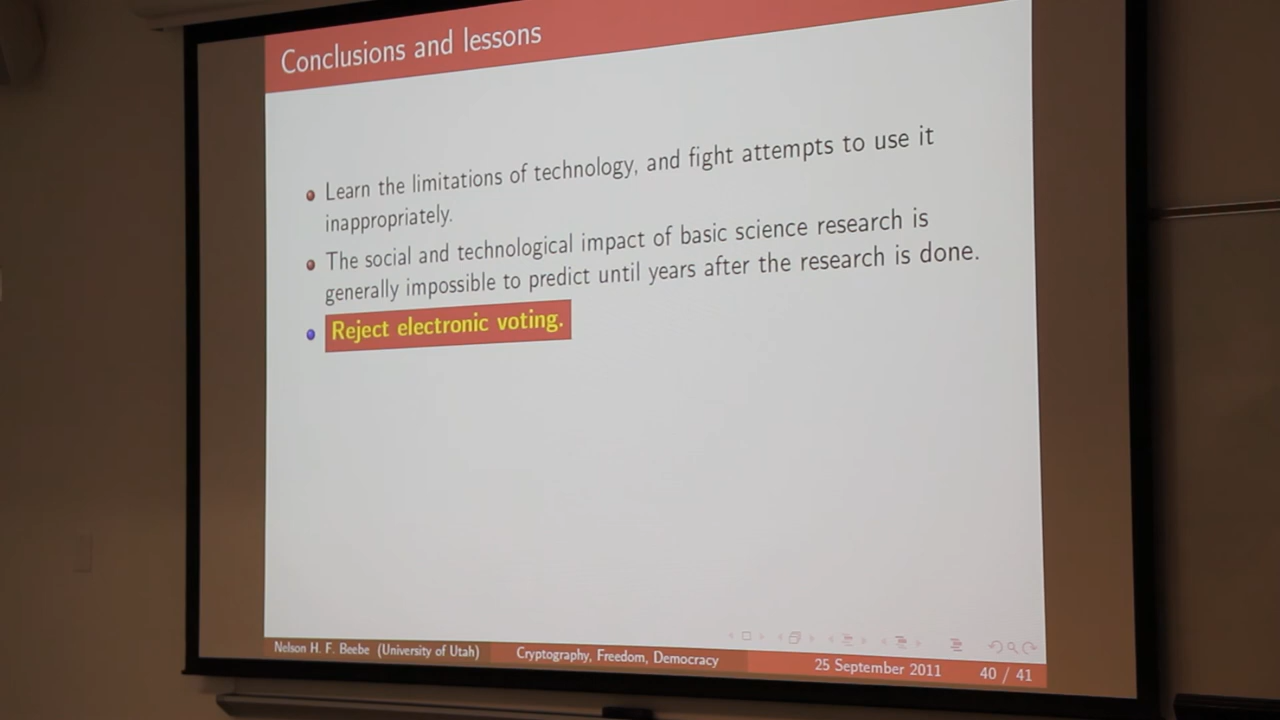 Conclusions and lessons
Learn the limitations of technology, and fight attempts to use it
inappropriately.
The social and technological impact of basic science research is
generally impossible to predict until years after the research is done.
Reject electronic voting.
Nelson H. F. Beebe (University of Utah) Cryptography, Freedom, Democracy 25 September 2011 40 / 41